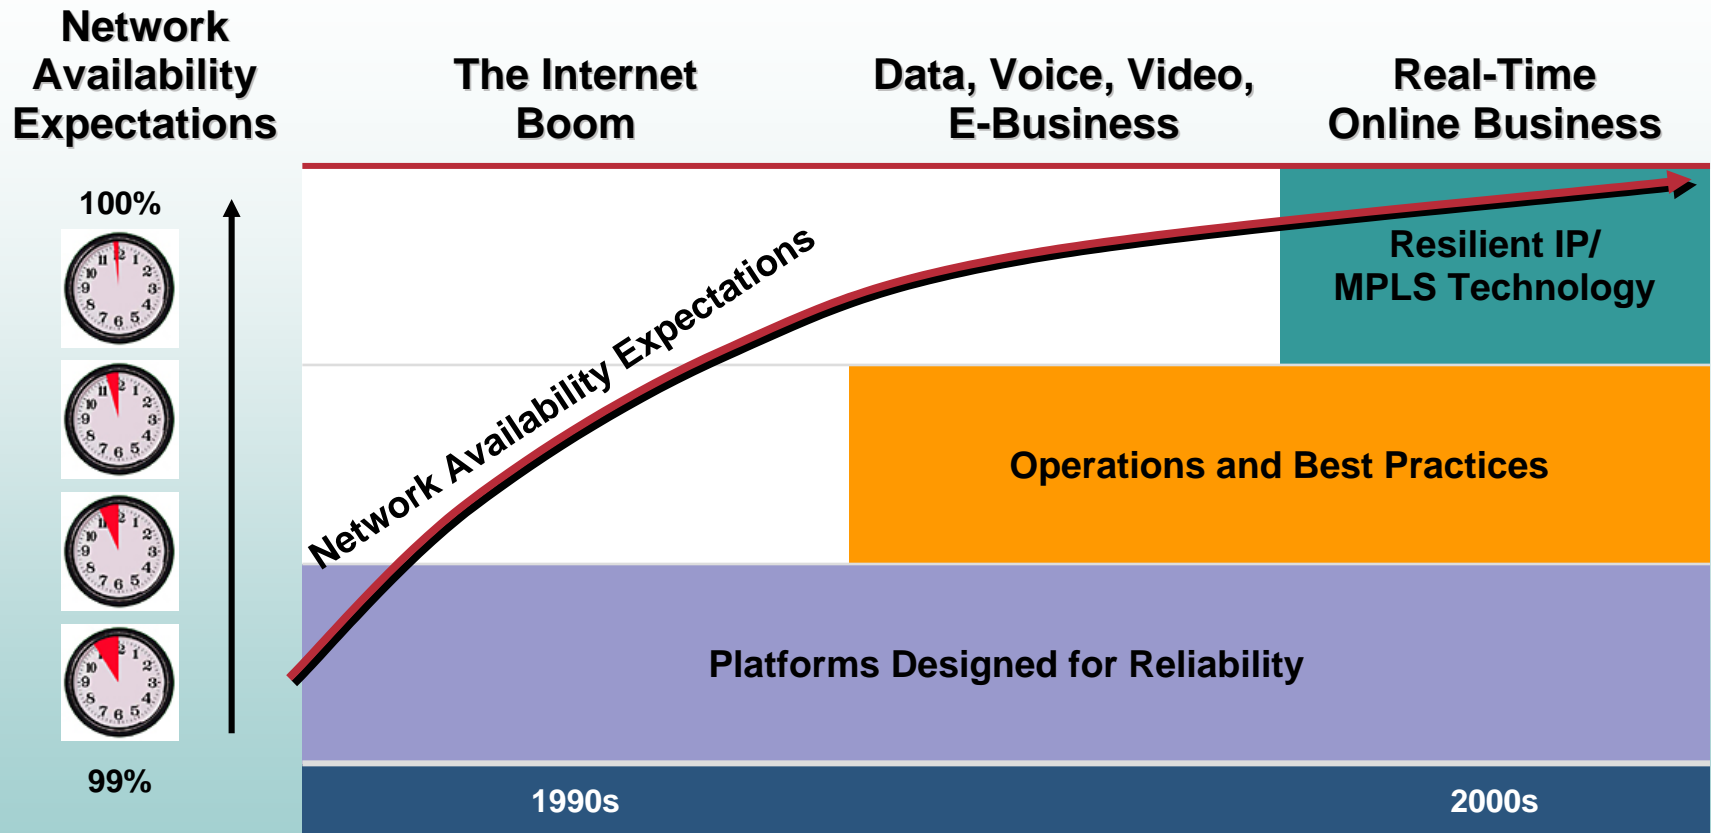 Network
Availability
Expectations
The Internet
Boom
Data, Voice, Video,
E-Business
Real-Time
Online Business
100%
99%
Network Availability Expectations
Resilient IP/
MPLS Technology
Operations and Best Practices
Platforms Designed for Reliability
1990s
2000s